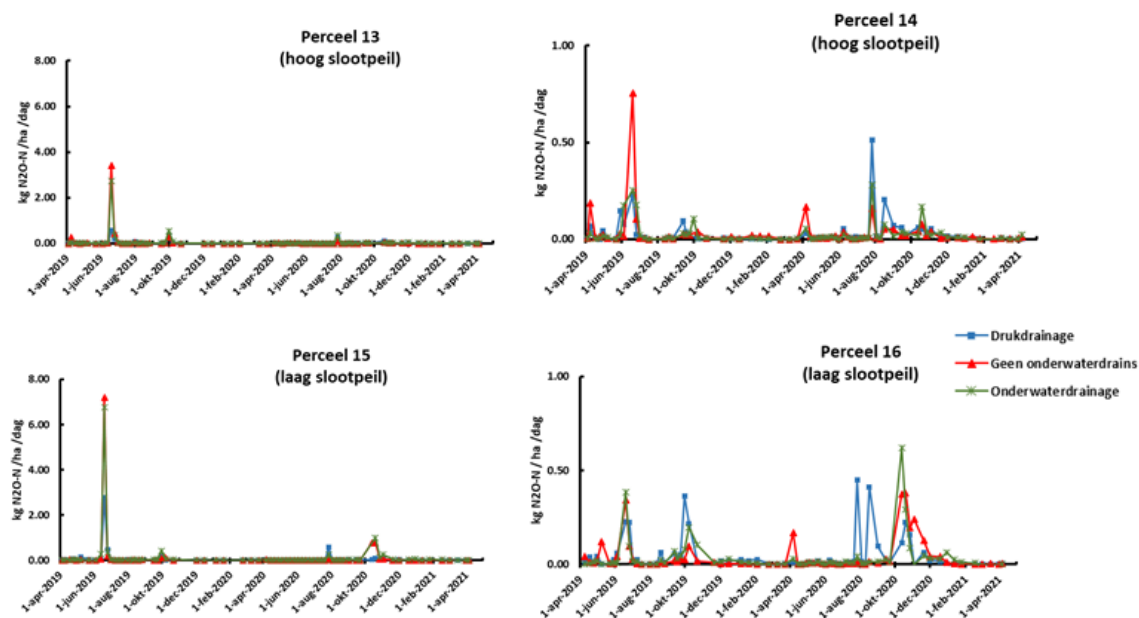 Perceel 13
(hoog slootpeil)
8.00
6.00
4.00
2.00
0.00
kg N2O-N /ha /dag
1-apr-2019
1-jun-2019
1-aug-2019
1-okt-2019
1-dec-2019
1-feb-2020
1-apr-2020
1-jun-2020
1-aug-2020
1-okt-2020
1-dec-2020
1-feb-2021
1-apr-2021
Perceel 14
(hoog slootpeil)
1.00
0.50
0.00
kg N2O-N /ha /dag
1-apr-2019
1-jun-2019
1-aug-2019
1-okt-2019
1-dec-2019
1-feb-2020
1-apr-2020
1-jun-2020
1-aug-2020
1-okt-2020
1-dec-2020
1-feb-2021
1-apr-2021
Perceel 15
(laag slootpeil)
8.00
6.00
4.00
2.00
0.00
kg N2O-N /ha /dag
1-apr-2019
1-jun-2019
1-aug-2019
1-okt-2019
1-dec-2019
1-feb-2020
1-apr-2020
1-jun-2020
1-aug-2020
1-okt-2020
1-dec-2020
1-feb-2021
1-apr-2021
Perceel 16
(laag slootpeil)
1.00
0.50
0.00
kg N2O-N / ha /dag
1-apr-2019
1-jun-2019
1-aug-2019
1-okt-2019
1-dec-2019
1-feb-2020
1-apr-2020
1-jun-2020
1-aug-2020
1-okt-2020
1-dec-2020
1-feb-2021
1-apr-2021
Drukdrainage
Geen onderwaterdrains
Onderwaterdrainage